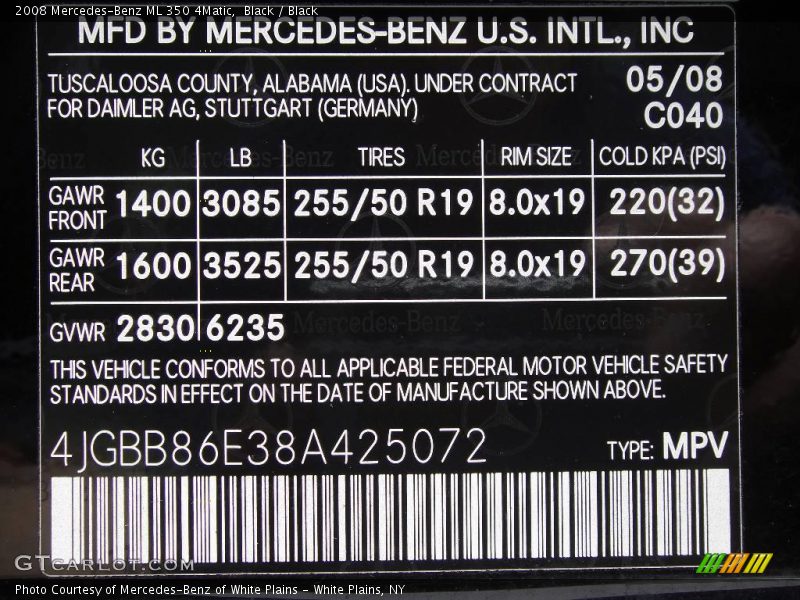 2008 Mercedes-Benz ML 350 4Matic, Black / Black
MFD BY MERCEDES-BENZ U.S. INTL., INC
TUSCALOOSA COUNTY, ALABAMA (USA). UNDER CONTRACT
FOR DAIMLER AG, STUTTGART (GERMANY)
05/08
C040
KG LB TIRES RIM SIZE COLD KPA (PSI)
GAWR FRONT 1400 3085 255/50 R19 8.0x19 220(32)
GAWR REAR 1600 3525 255/50 R19 8.0x19 270(39)
GVWR 2830 6235
THIS VEHICLE CONFORMS TO ALL APPLICABLE FEDERAL MOTOR VEHICLE SAFETY
STANDARDS IN EFFECT ON THE DATE OF MANUFACTURE SHOWN ABOVE.
4JGBB86E38A425072 TYPE: MPV
GTCARLOT.COM
Photo Courtesy of Mercedes-Benz of White Plains - White Plains, NY